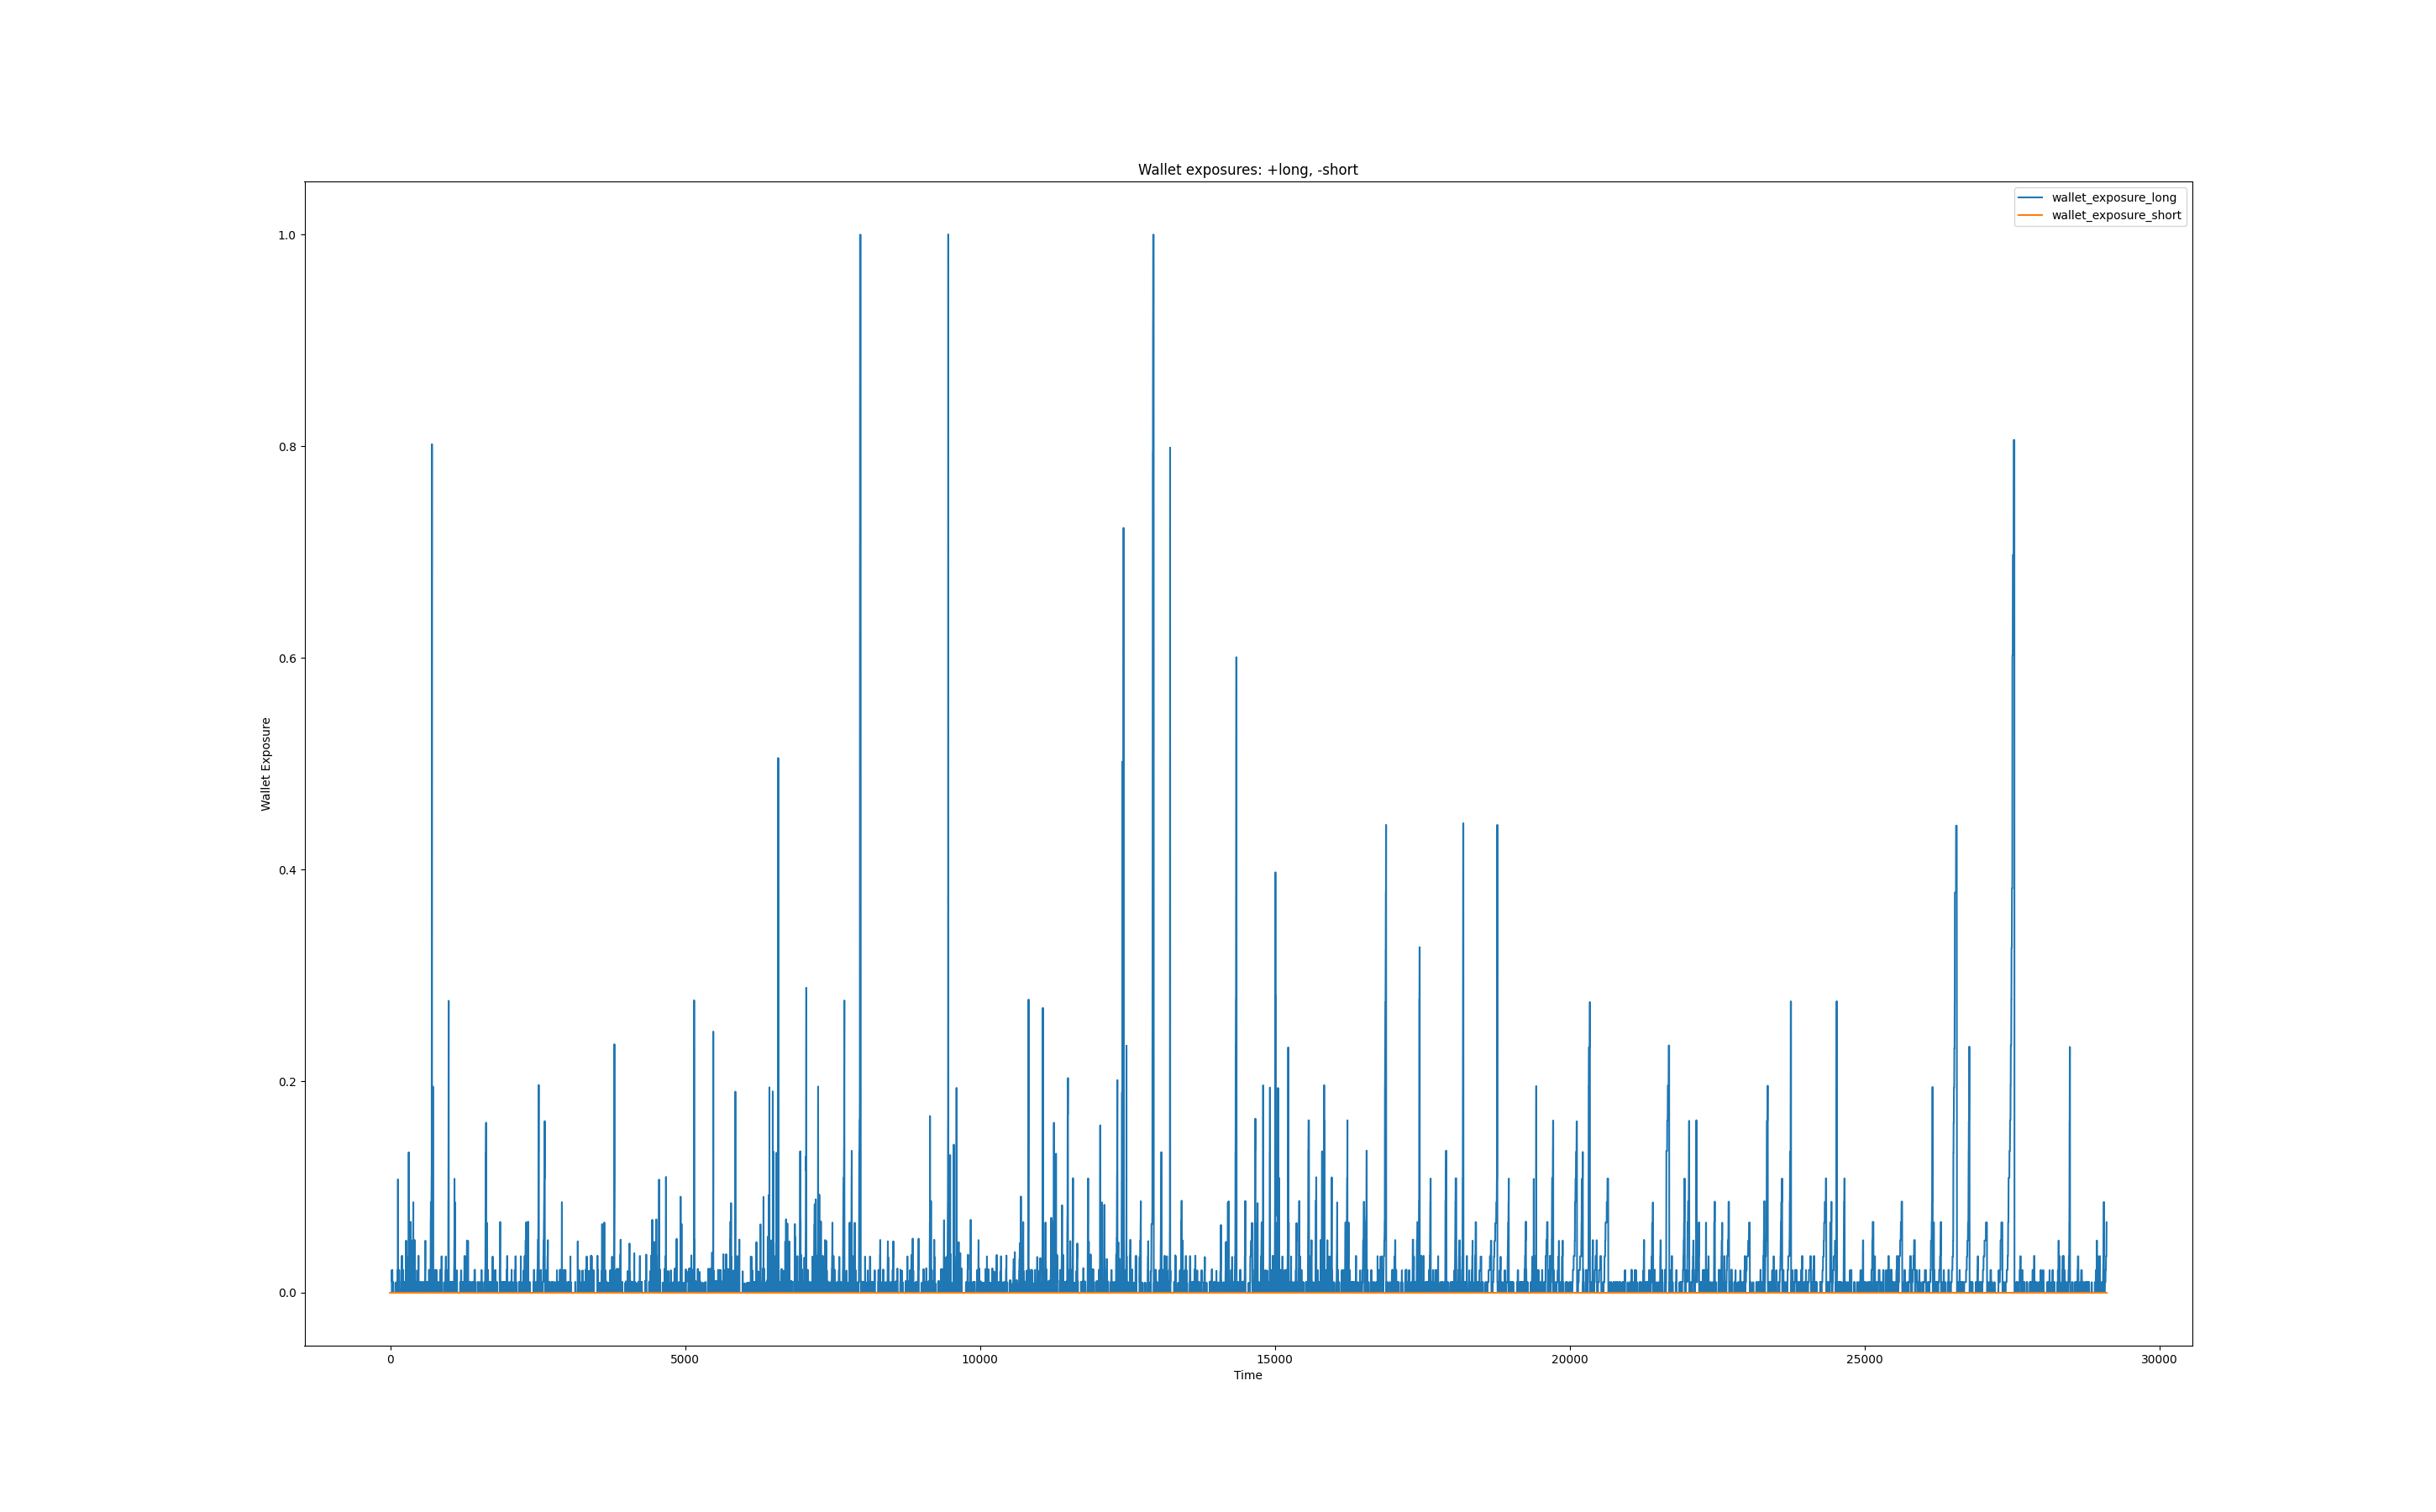 Wallet exposures: +long, -short
wallet_exposure_long
wallet_exposure_short
1.0
0.8
0.6
0.4
0.2
0.0
Wallet Exposure
0 5000 10000 15000 20000 25000 30000
Time